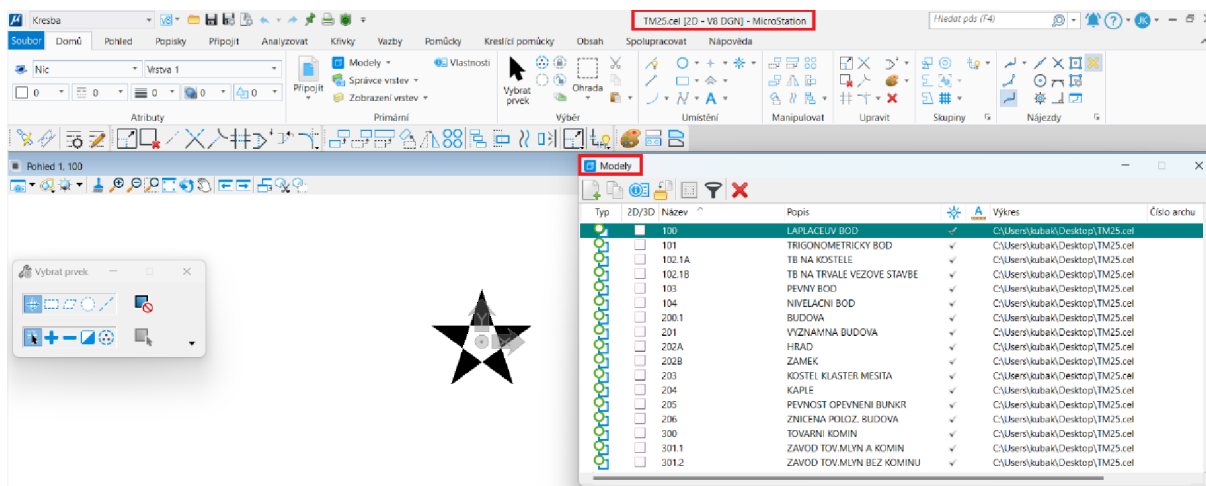 Kresba
V8
TM25.cel [2D - V8 DGN] - MicroStation
Hledat pás (F4)
JK
Soubor Domů Pohled Popisky Připojit Analyzovat Křivky Vazby Pomůcky Kreslící pomůcky Obsah Spolupracovat Nápověda
Nic Vrstva 1
0 0 0 0 0
Atributy
Připojit
Modely
Správce vrstev
Zobrazení vrstev
Vlastnosti
Primární
Vybrat prvek
Ohrada
Výběr
Umístění
Manipulovat
Upravit
Skupiny
Nájezdy
Pohled 1, 100
Vybrat prvek
Modely
Typ 2D/3D Název Popis Výkres Číslo archu
100 LAPLACEUV BOD C:\Users\kubak\Desktop\TM25.cel
101 TRIGONOMETRICKY BOD C:\Users\kubak\Desktop\TM25.cel
102.1A TB NA KOSTELE C:\Users\kubak\Desktop\TM25.cel
102.1B TB NA TRVALE VEZOVE STAVBE C:\Users\kubak\Desktop\TM25.cel
103 PEVNY BOD C:\Users\kubak\Desktop\TM25.cel
104 NIVELACNI BOD C:\Users\kubak\Desktop\TM25.cel
200.1 BUDOVA C:\Users\kubak\Desktop\TM25.cel
201 VYZNAMNA BUDOVA C:\Users\kubak\Desktop\TM25.cel
202A HRAD C:\Users\kubak\Desktop\TM25.cel
202B ZAMEK C:\Users\kubak\Desktop\TM25.cel
203 KOSTEL KLASTER MESITA C:\Users\kubak\Desktop\TM25.cel
204 KAPLE C:\Users\kubak\Desktop\TM25.cel
205 PEVNOST OPEVNENI BUNKR C:\Users\kubak\Desktop\TM25.cel
206 ZNICENA POLOZ. BUDOVA C:\Users\kubak\Desktop\TM25.cel
300 TOVARNI KOMIN C:\Users\kubak\Desktop\TM25.cel
301.1 ZAVOD TOV.MLYN A KOMIN C:\Users\kubak\Desktop\TM25.cel
301.2 ZAVOD TOV.MLYN BEZ KOMINU C:\Users\kubak\Desktop\TM25.cel